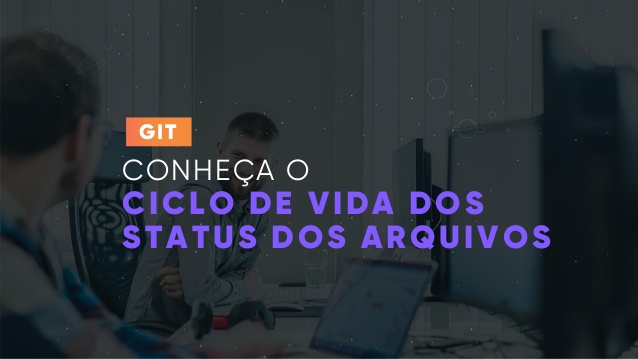 GIT
CONHEÇA O
CICLO DE VIDA DOS
STATUS DOS ARQUIVOS